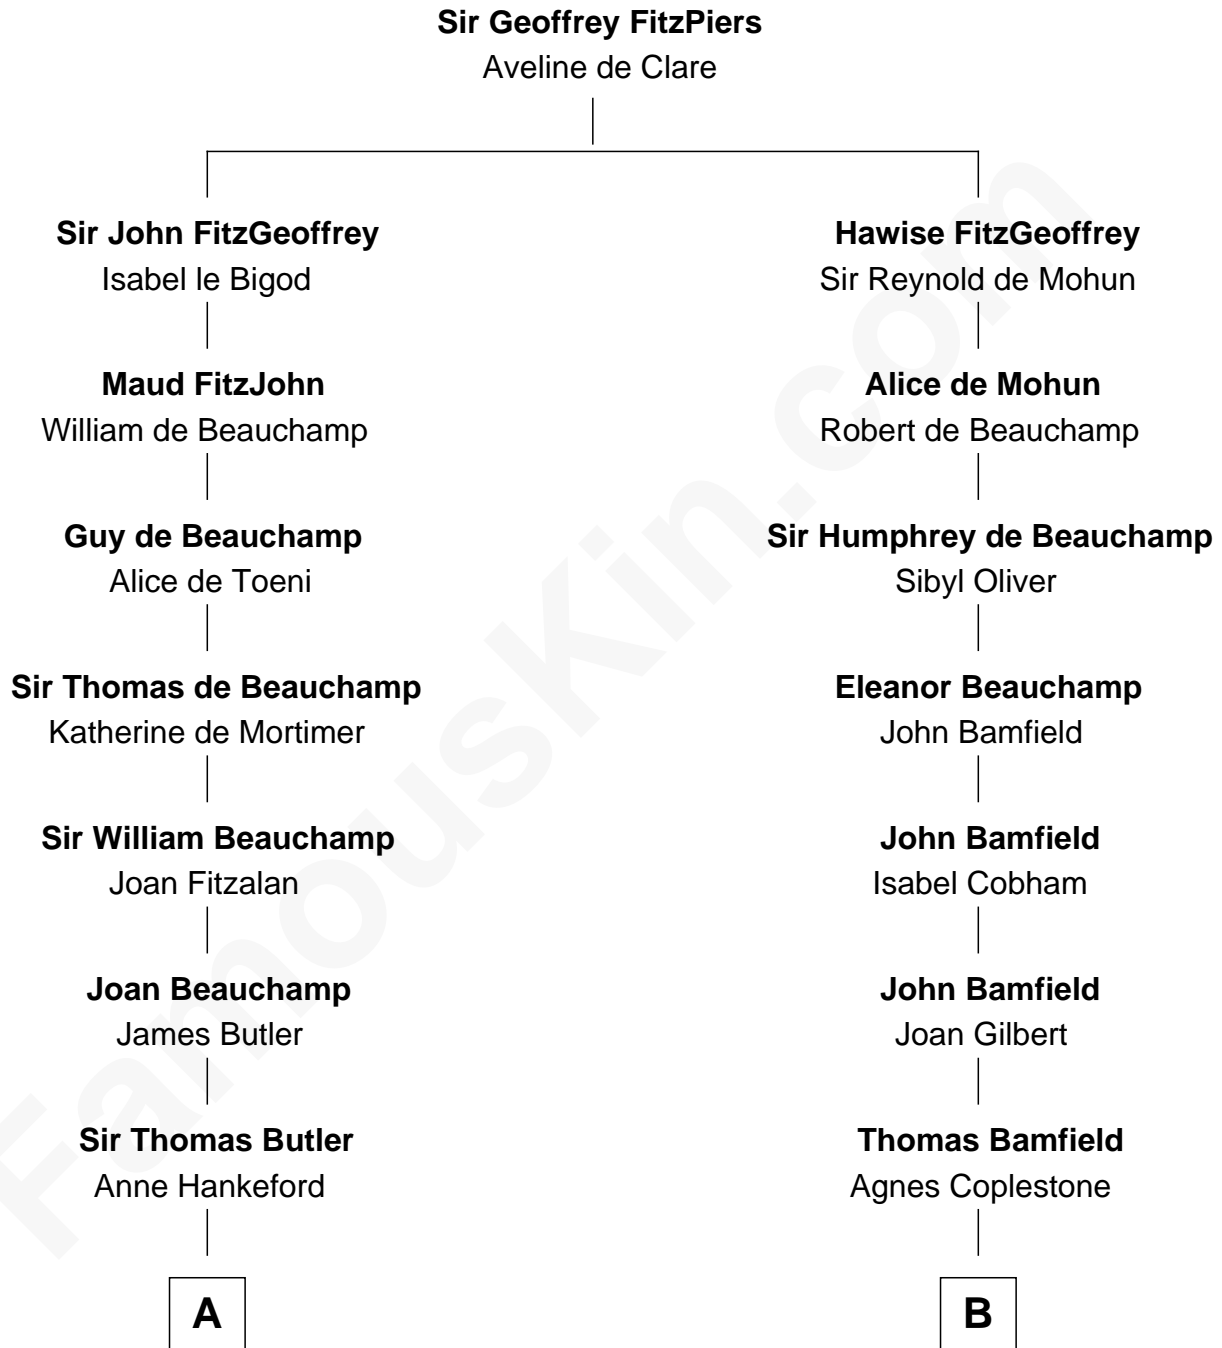 Sir Geoffrey FitzPiers
Aveline de Clare
Sir John FitzGeoffrey
Isabel le Bigod
Maud FitzJohn
William de Beauchamp
Guy de Beauchamp
Alice de Toeni
Sir Thomas de Beauchamp
Katherine de Mortimer
Sir William Beauchamp
Joan Fitzalan
Joan Beauchamp
James Butler
Sir Thomas Butler
Anne Hankeford
A
Hawise FitzGeoffrey
Sir Reynold de Mohun
Alice de Mohun
Robert de Beauchamp
Sir Humphrey de Beauchamp
Sibyl Oliver
Eleanor Beauchamp
John Bamfield
John Bamfield
Isabel Cobham
John Bamfield
Joan Gilbert
Thomas Bamfield
Agnes Coplestone
B
FamousKin.com